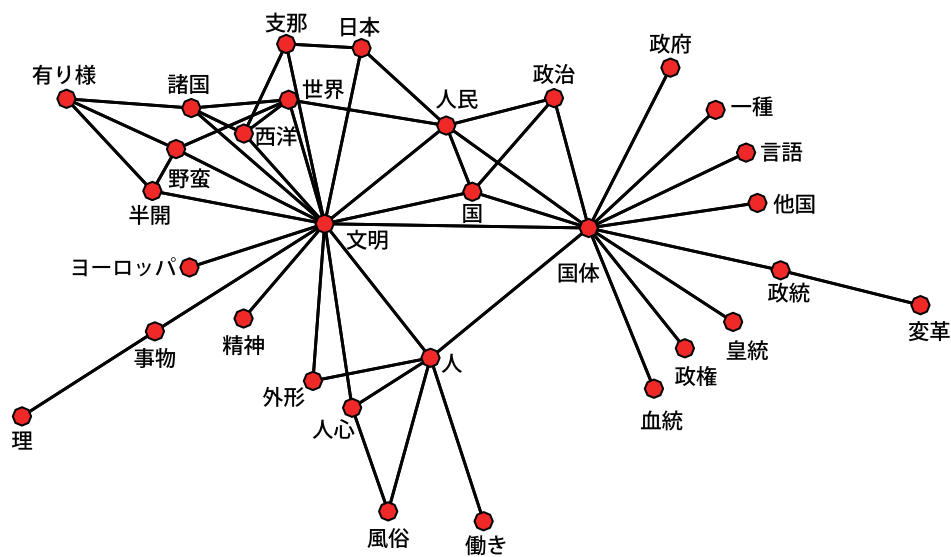 支那
日本
政府
有り様
諸国
世界
政治
人民
一種
西洋
言語
野蛮
半開
国
他国
文明
ヨーロッパ
国体
政統
変革
精神
事物
皇統
人
政権
外形
血統
人心
理
風俗
働き